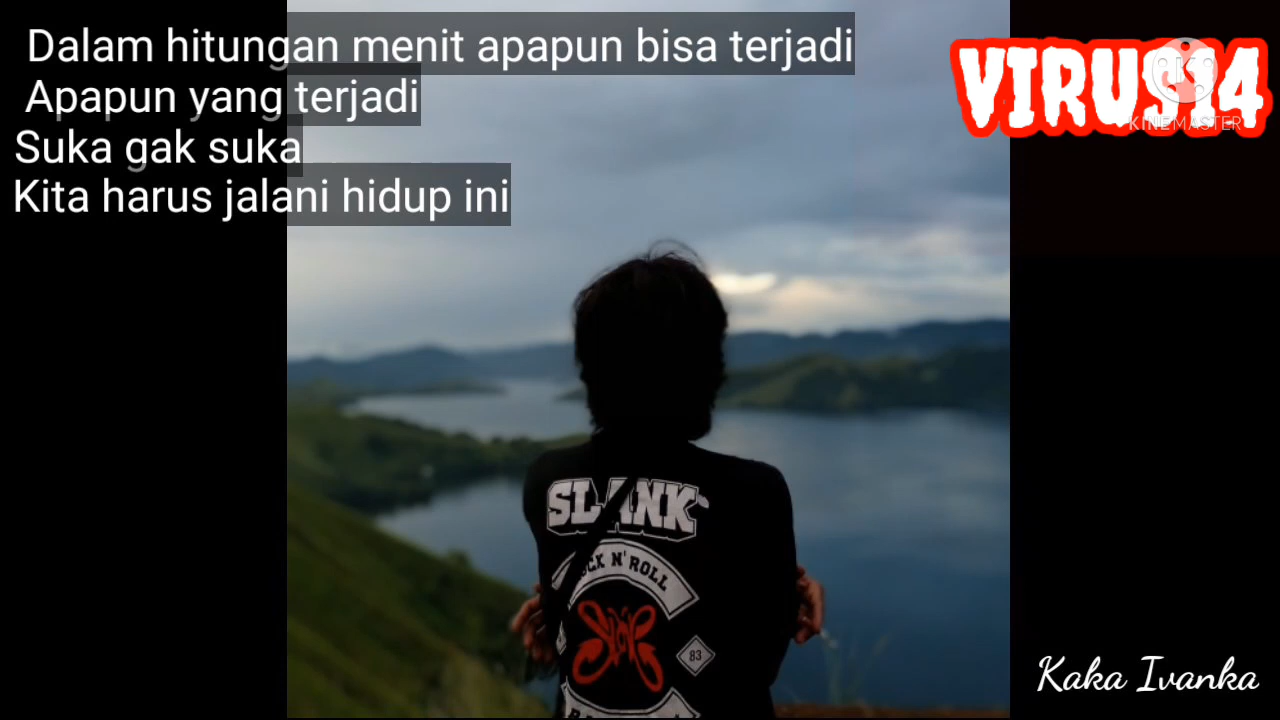 Dalam hitungan menit apapun bisa terjadi
Apapun yang terjadi
Suka gak suka
Kita harus jalani hidup ini
VIRUS14
KINEMASTER
SLANK
ROCK N' ROLL
83
Kaka Ivanka